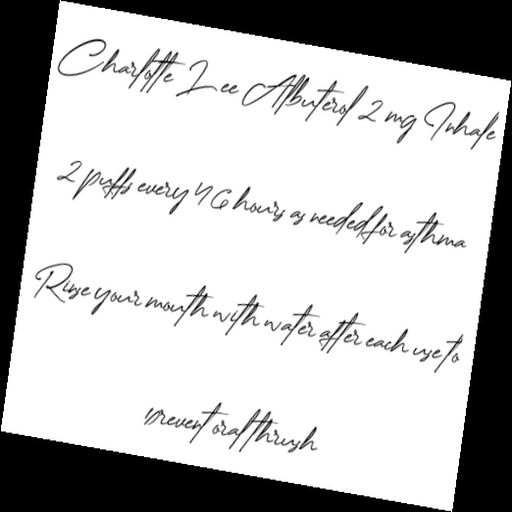 Charlotte Lee Albuterol 2 mg Inhale
2 puffs every 4 6 hours as needed for asthma
Rinse your mouth with water after each use to
prevent oral thrush